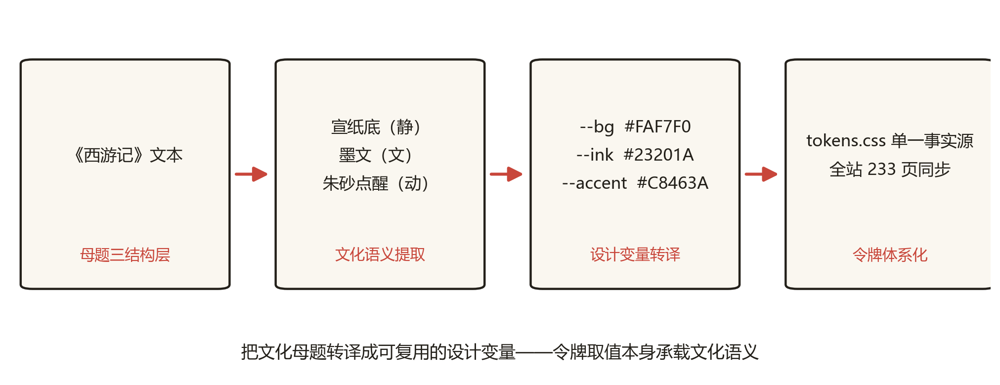 《西游记》文本
母题三结构层
宣纸底（静）
墨文（文）
朱砂点醒（动）
文化语义提取
--bg  #FAF7F0
--ink  #23201A
--accent  #C8463A
设计变量转译
tokens.css 单一事实源
全站 233 页同步
令牌体系化
把文化母题转译成可复用的设计变量——令牌取值本身承载文化语义